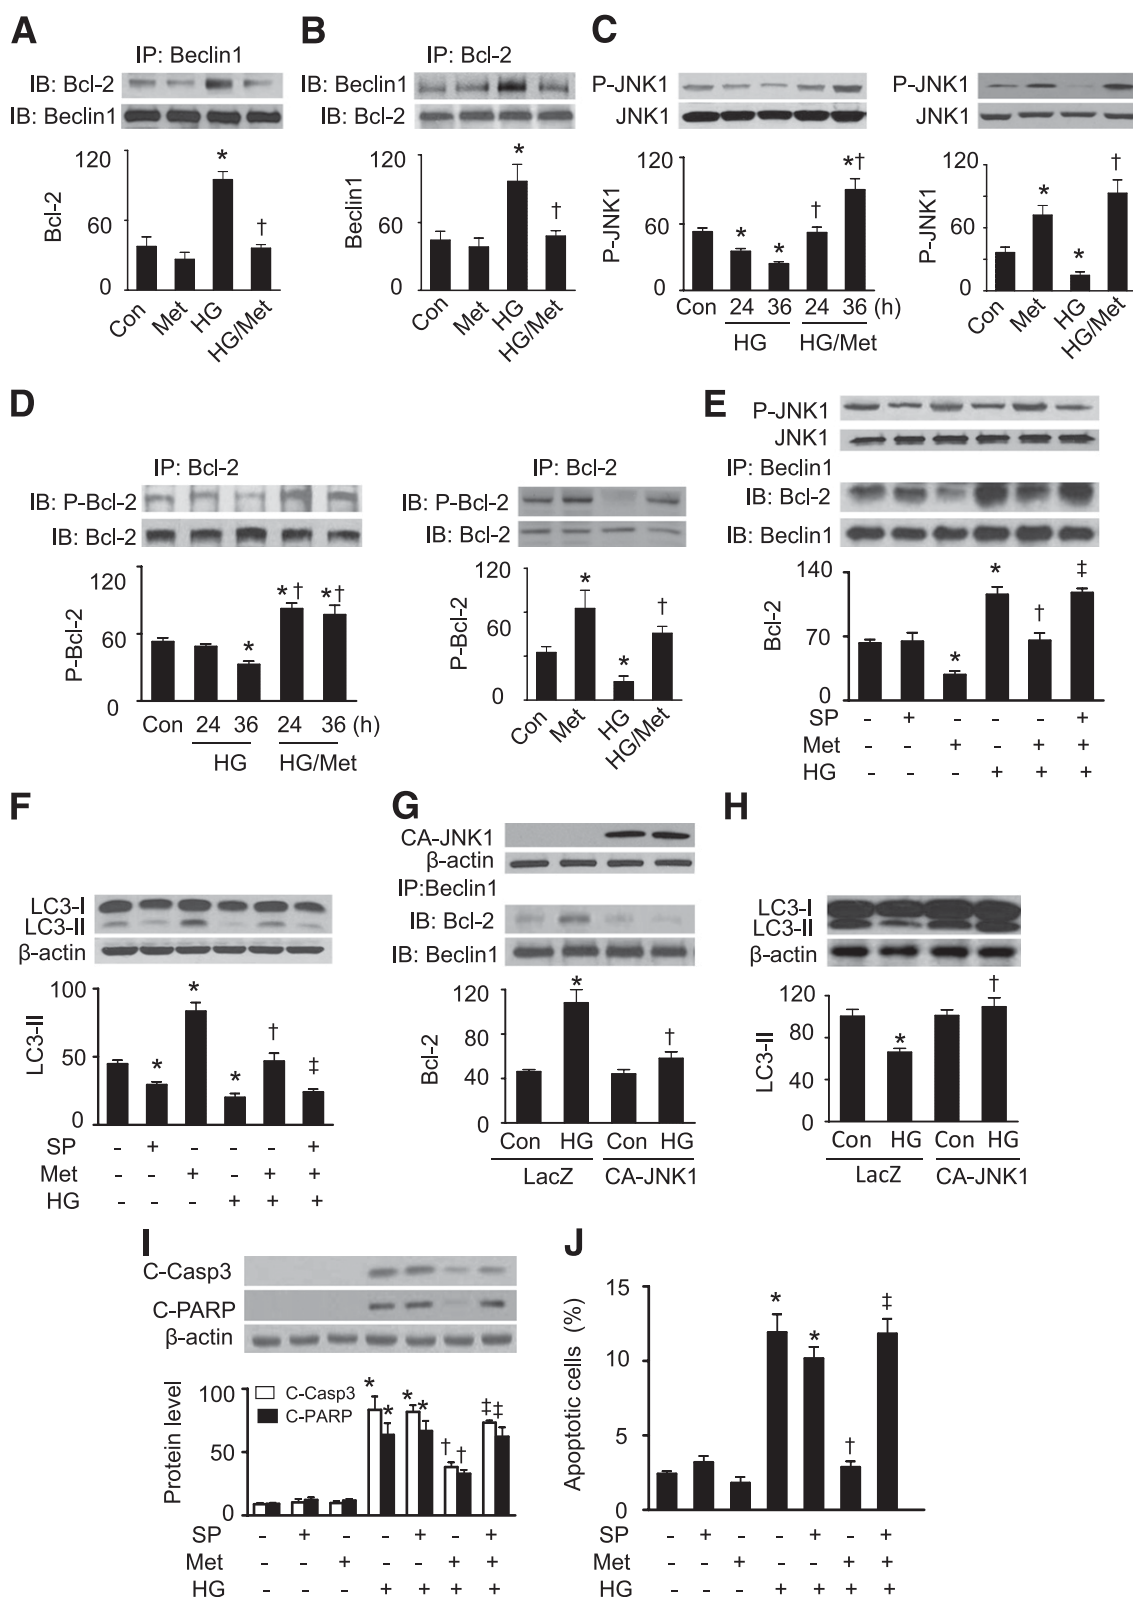 A
IP: Beclin1
IB: Bcl-2
IB: Beclin1
120
60
0
Bcl-2
*
†
Con
Met
HG
HG/Met
B
IP: Bcl-2
IB: Beclin1
IB: Bcl-2
120
60
0
Beclin1
*
†
Con
Met
HG
HG/Met
C
P-JNK1
JNK1
120
60
0
P-JNK1
* * † *†
Con 24 36 24 36 (h)
HG HG/Met
P-JNK1
JNK1
120
60
0
P-JNK1
* * †
Con
Met
HG
HG/Met
D
IP: Bcl-2
IB: P-Bcl-2
IB: Bcl-2
120
60
0
P-Bcl-2
* *† *†
Con 24 36 24 36 (h)
HG HG/Met
IP: Bcl-2
IB: P-Bcl-2
IB: Bcl-2
120
60
0
P-Bcl-2
* * †
Con
Met
HG
HG/Met
E
P-JNK1
JNK1
IP: Beclin1
IB: Bcl-2
IB: Beclin1
140
70
0
Bcl-2
* * † ‡
SP - + - - - +
Met - - + - + +
HG - - - + + +
F
LC3-I
LC3-II
β-actin
100
50
0
LC3-II
* * * † ‡
SP - + - - - +
Met - - + - + +
HG - - - + + +
G
CA-JNK1
β-actin
IP:Beclin1
IB: Bcl-2
IB: Beclin1
120
80
40
0
Bcl-2
* †
Con HG Con HG
LacZ CA-JNK1
H
LC3-I
LC3-II
β-actin
120
80
40
0
LC3-II
* †
Con HG Con HG
LacZ CA-JNK1
I
C-Casp3
C-PARP
β-actin
100
50
0
Protein level
C-Casp3
C-PARP
* * * * † † ‡ ‡
SP - + - - + - +
Met - - + - - + +
HG - - - + + + +
J
15
10
5
0
Apoptotic cells (%)
* * † ‡
SP - + - - + - +
Met - - + - - + +
HG - - - + + + +